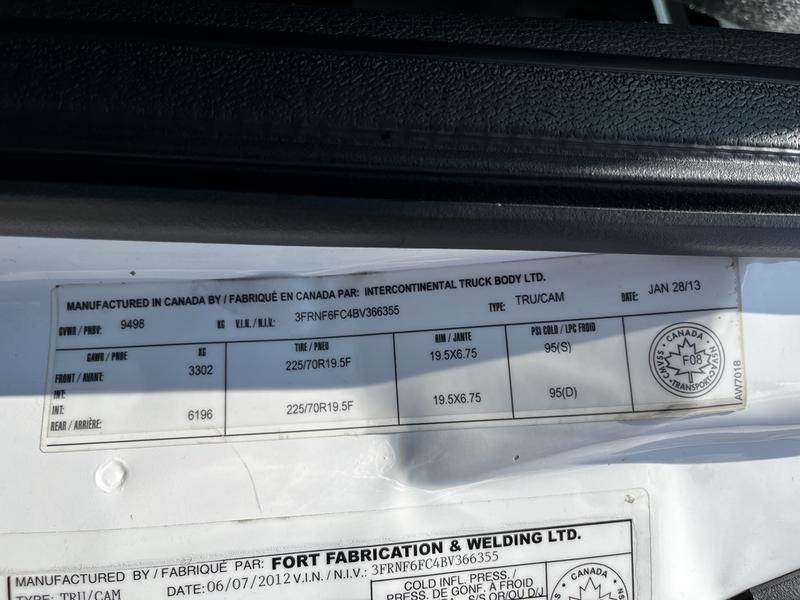 MANUFACTURED IN CANADA BY / FABRIQUÉ EN CANADA PAR: INTERCONTINENTAL TRUCK BODY LTD.
GVWR / PNBV: 9498 KG V.I.N. / N.I.V.: 3FRNF6FC4BV366355 TYPE: TRU/CAM DATE: JAN 28/13
GAWR / PNBE KG TIRE / PNEU RIM / JANTE PSI COLD / LPC FROID
FRONT / AVANT: 3302 225/70R19.5F 19.5X6.75 95(S)
INT:
INT:
REAR / ARRIÈRE: 6196 225/70R19.5F 19.5X6.75 95(D)
CANADA
F08
TRANSPORT
AW7018
MANUFACTURED BY / FABRIQUÉ PAR: FORT FABRICATION & WELDING LTD.
TYPE: TRU/CAM DATE: 06/07/2012 V.I.N. / N.I.V.: 3FRNF6FC4BV366355
COLD INFL. PRESS./
PRESS. DE GONF. À FROID
S/S OR/OU D/J
CANADA